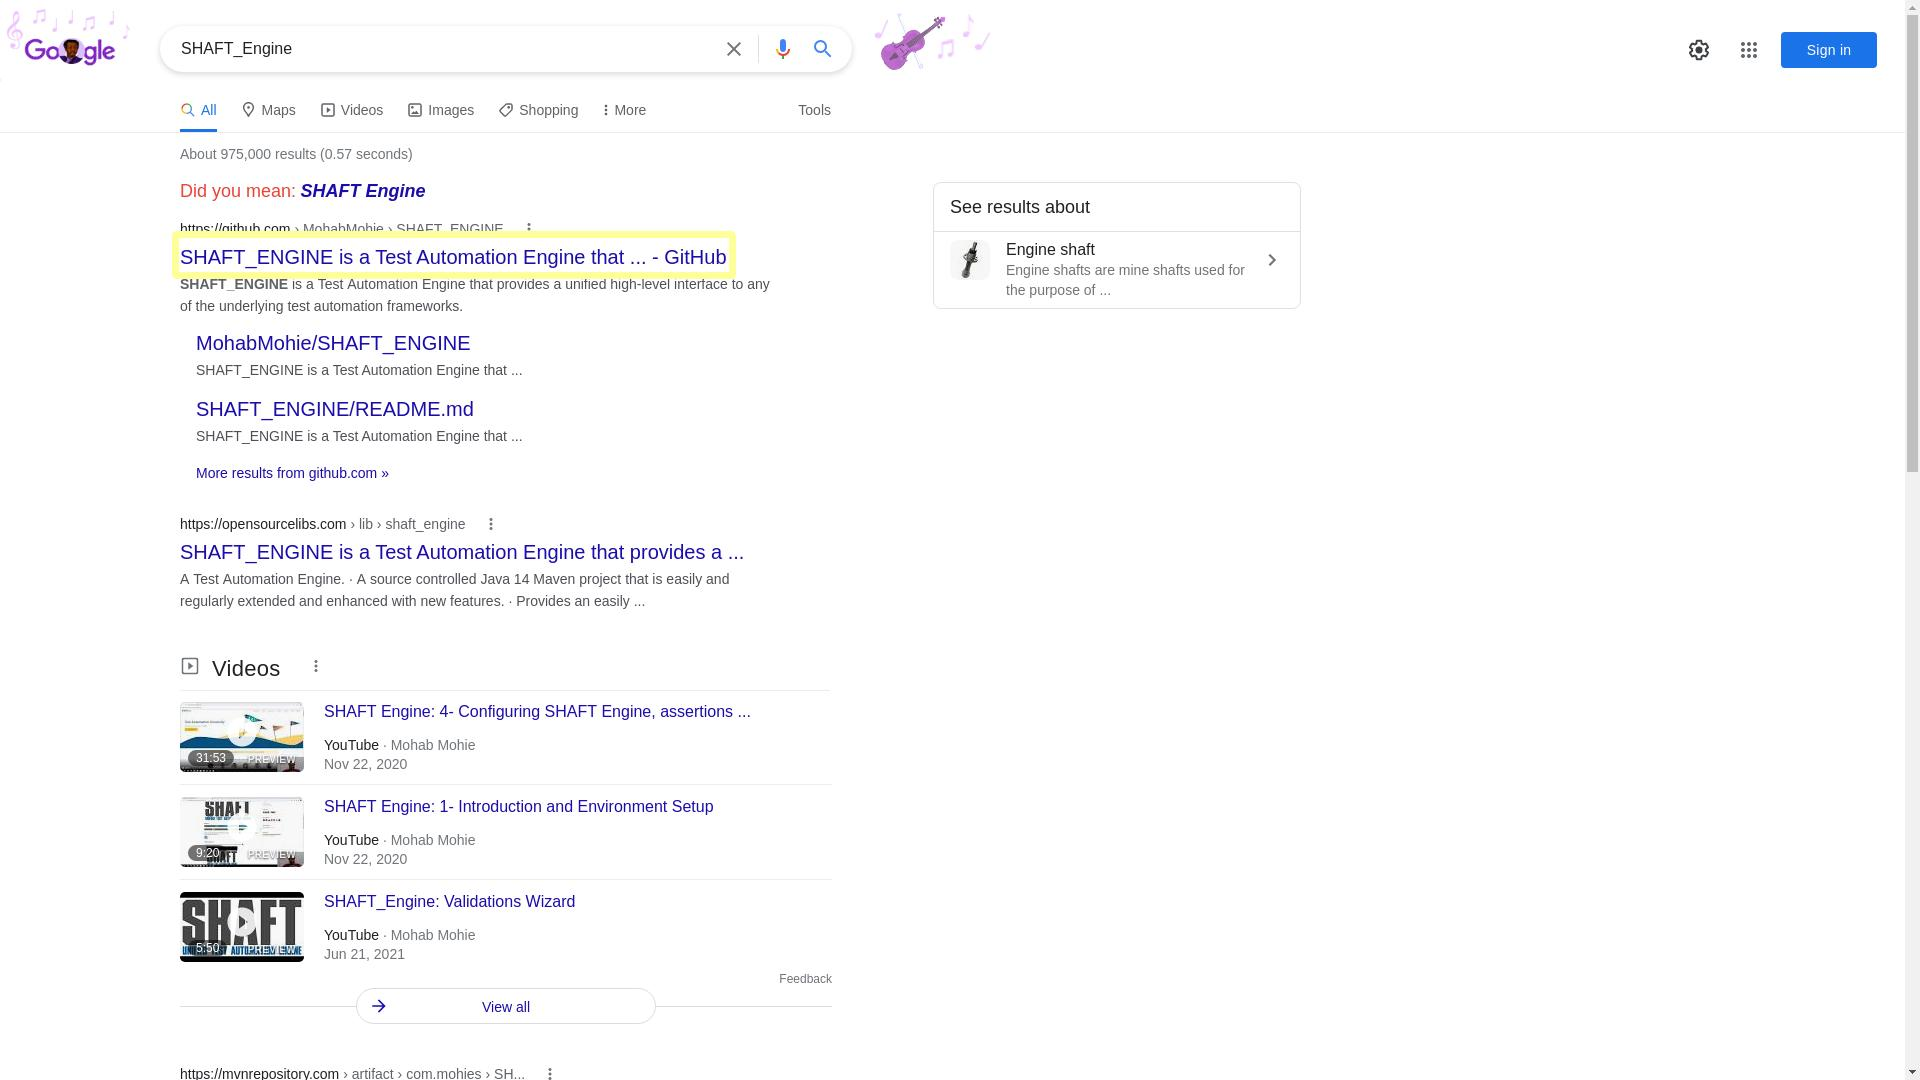 Google
SHAFT_Engine
Sign in
All
Maps
Videos
Images
Shopping
More
Tools
About 975,000 results (0.57 seconds)
Did you mean: SHAFT Engine
https://github.com › MohabMohie › SHAFT_ENGINE
SHAFT_ENGINE is a Test Automation Engine that ... - GitHub
SHAFT_ENGINE is a Test Automation Engine that provides a unified high-level interface to any
of the underlying test automation frameworks.
MohabMohie/SHAFT_ENGINE
SHAFT_ENGINE is a Test Automation Engine that ...
SHAFT_ENGINE/README.md
SHAFT_ENGINE is a Test Automation Engine that ...
More results from github.com »
https://opensourcelibs.com › lib › shaft_engine
SHAFT_ENGINE is a Test Automation Engine that provides a ...
A Test Automation Engine. · A source controlled Java 14 Maven project that is easily and
regularly extended and enhanced with new features. · Provides an easily ...
Videos
31:53
PREVIEW
SHAFT Engine: 4- Configuring SHAFT Engine, assertions ...
YouTube · Mohab Mohie
Nov 22, 2020
SHAFT
9:20
PREVIEW
SHAFT Engine: 1- Introduction and Environment Setup
YouTube · Mohab Mohie
Nov 22, 2020
SHAFT
5:50
PREVIEW
SHAFT_Engine: Validations Wizard
YouTube · Mohab Mohie
Jun 21, 2021
Feedback
View all
https://mvnrepository.com › artifact › com.mohies › SH...
See results about
Engine shaft
Engine shafts are mine shafts used for
the purpose of ...